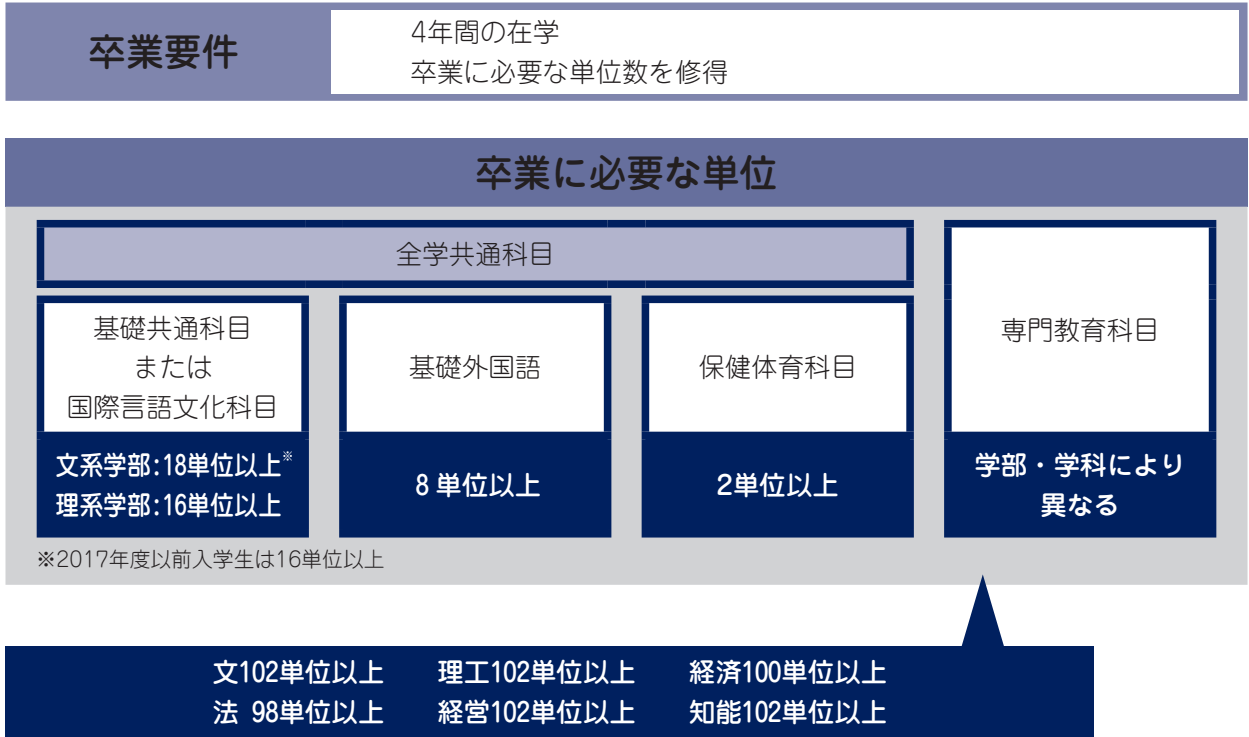 卒業要件
4年間の在学
卒業に必要な単位数を修得
卒業に必要な単位
全学共通科目
基礎共通科目
または
国際言語文化科目
文系学部:18単位以上※
理系学部:16単位以上
基礎外国語
8単位以上
保健体育科目
2単位以上
専門教育科目
学部・学科により
異なる
※2017年度以前入学生は16単位以上
文102単位以上 理工102単位以上 経済100単位以上
法 98単位以上 経営102単位以上 知能102単位以上